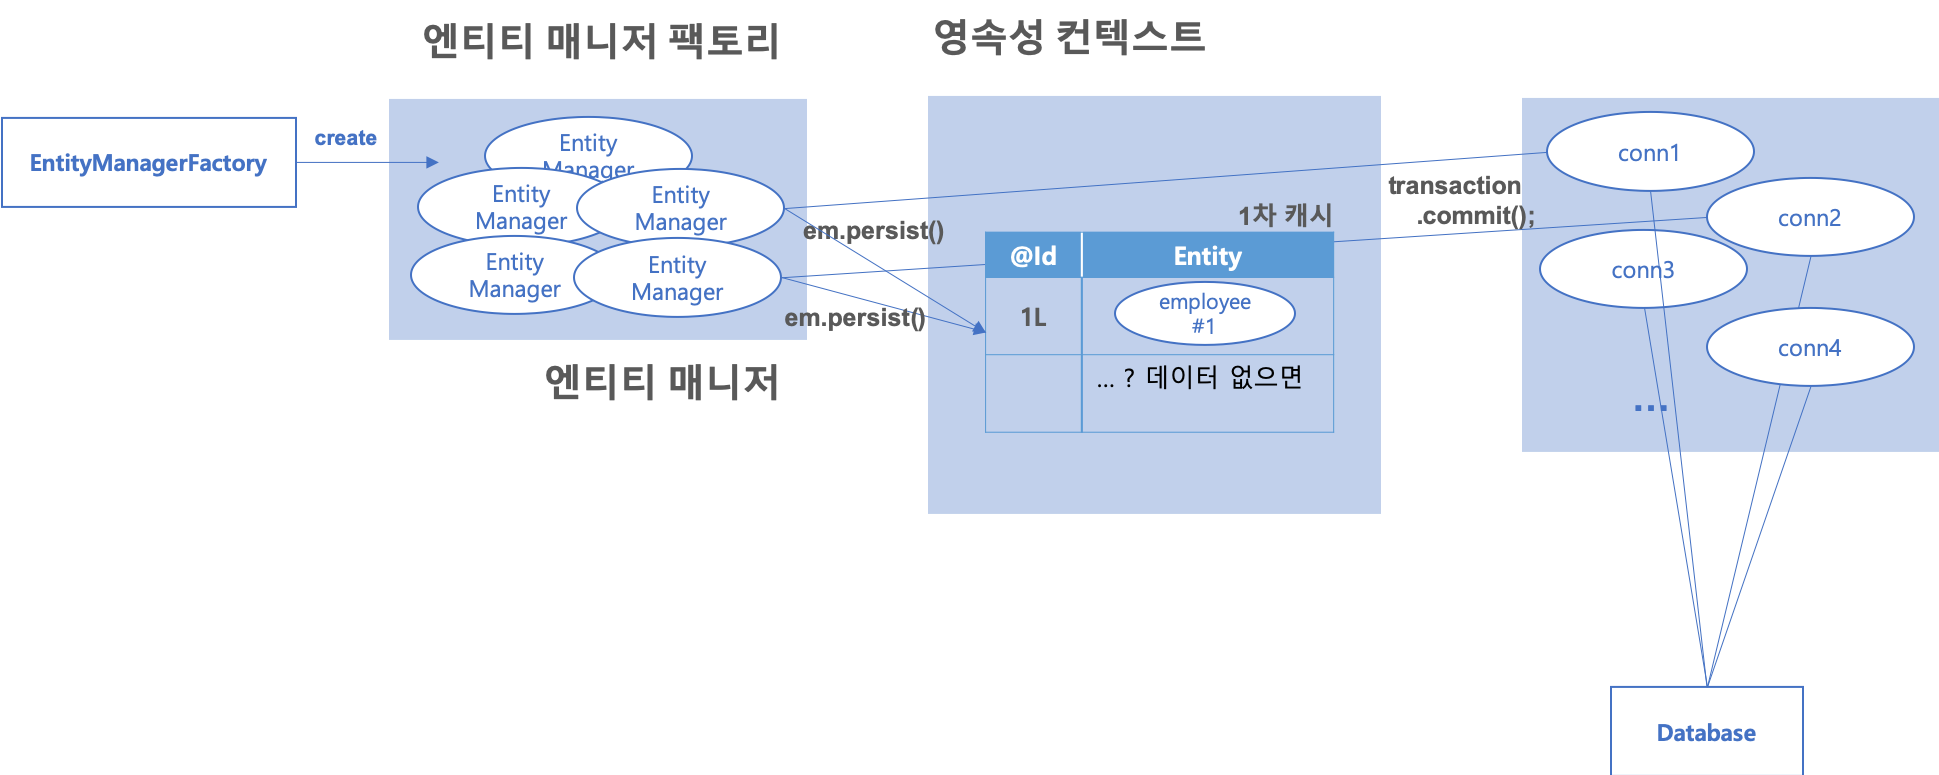 엔티티 매니저 팩토리
영속성 컨텍스트
EntityManagerFactory
create
Entity
Manager
Entity
Manager
Entity
Manager
Entity
Manager
Entity
Manager
엔티티 매니저
em.persist()
em.persist()
1차 캐시
@Id
Entity
1L
employee
#1
... ? 데이터 없으면
transaction
.commit();
conn1
conn2
conn3
conn4
...
Database